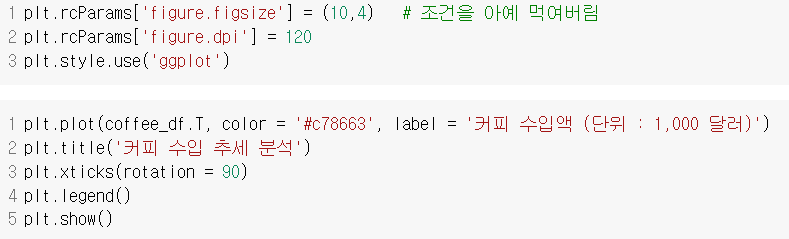 1 plt.rcParams['figure.figsize'] = (10,4)   # 조건을 아예 먹여버림
2 plt.rcParams['figure.dpi'] = 120
3 plt.style.use('ggplot')
1 plt.plot(coffee_df.T, color = '#c78663', label = '커피 수입액 (단위 : 1,000 달러)')
2 plt.title('커피 수입 추세 분석')
3 plt.xticks(rotation = 90)
4 plt.legend()
5 plt.show()